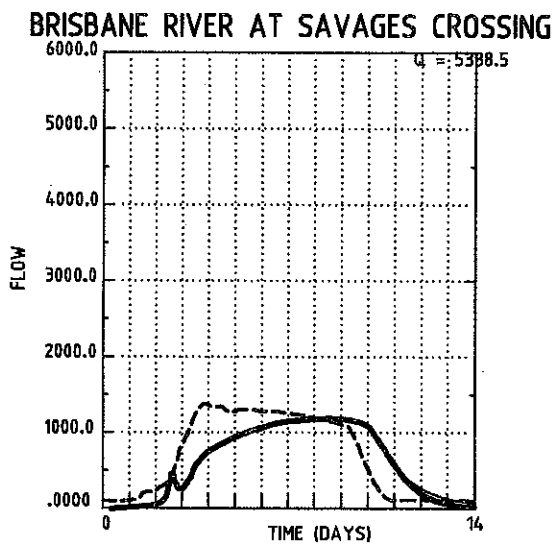 BRISBANE RIVER AT SAVAGES CROSSING
6000.0
Q = 5398.5
5000.0
4000.0
3000.0
2000.0
1000.0
.0000
FLOW
0
14
TIME (DAYS)